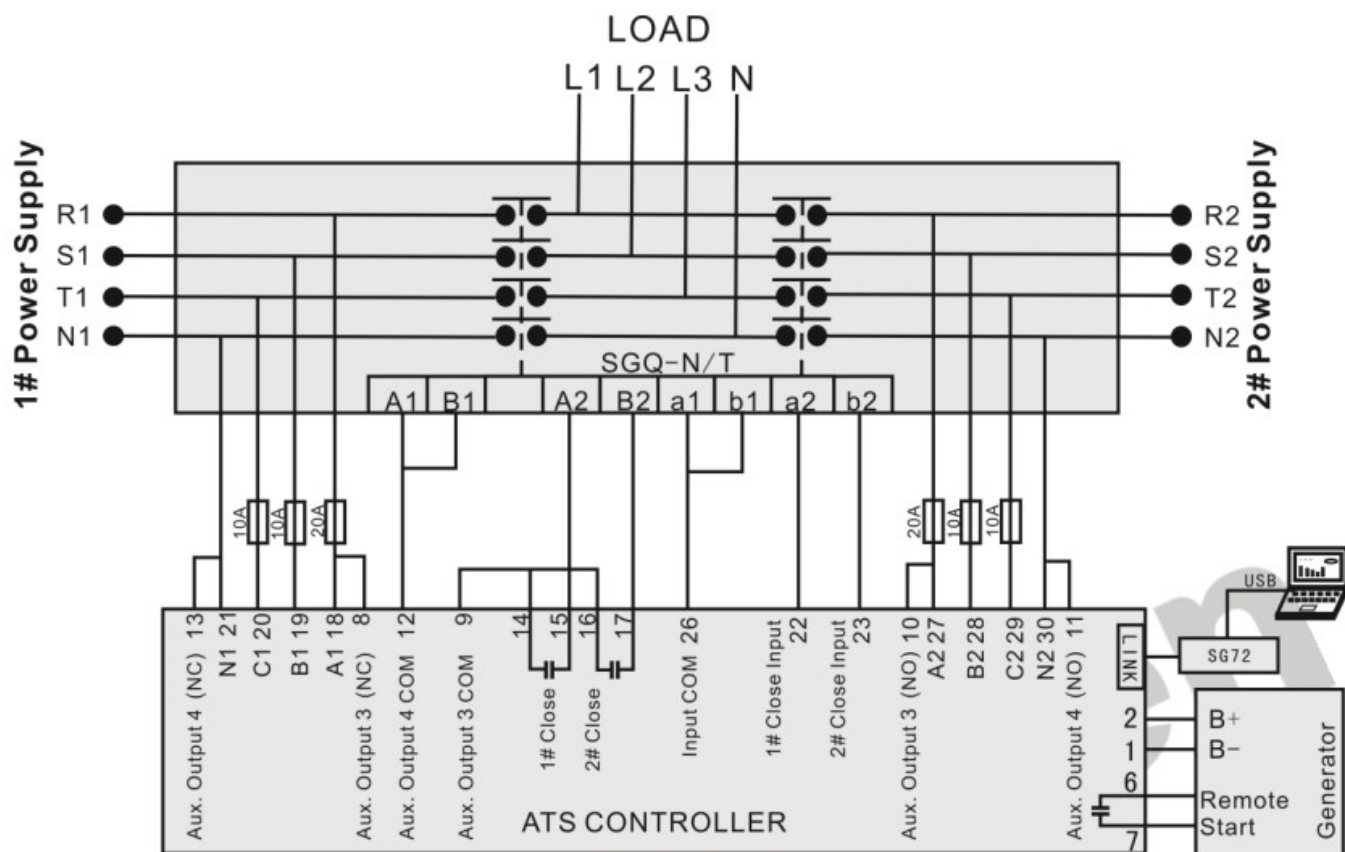 LOAD
L1 L2 L3 N
1# Power Supply
R1
S1
T1
N1
2# Power Supply
R2
S2
T2
N2
SGQ-N/T
A1 B1 A2 B2 a1 b1 a2 b2
10A
10A
20A
20A
10A
10A
Aux. Output 4 (NC) 13
N1 21
C1 20
B1 19
A1 18
Aux. Output 3 (NC) 8
Aux. Output 4 COM 12
Aux. Output 3 COM 9
14
1# Close 15
16
2# Close 17
Input COM 26
1# Close Input 22
2# Close Input 23
Aux. Output 3 (NO) 10
A2 27
B2 28
C2 29
N2 30
Aux. Output 4 (NO) 11
LINK
SG72
USB
2 B+
1 B-
6 Remote
7 Start
Generator
ATS CONTROLLER